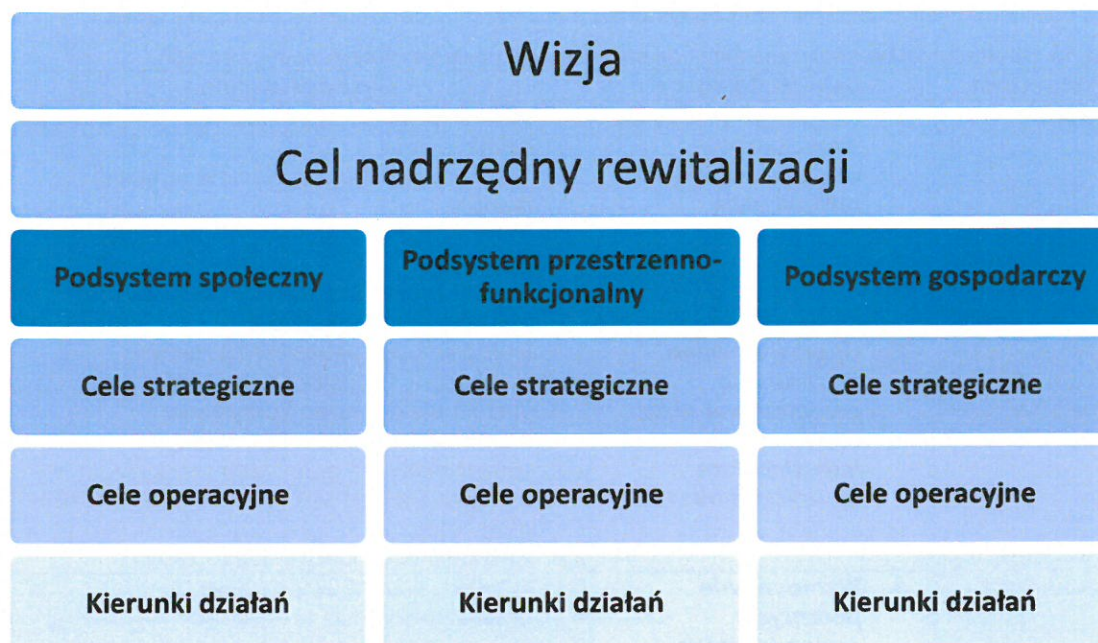 Wizja
Cel nadrzędny rewitalizacji
Podsystem społeczny
Podsystem przestrzenno-
funkcjonalny
Podsystem gospodarczy
Cele strategiczne
Cele strategiczne
Cele strategiczne
Cele operacyjne
Cele operacyjne
Cele operacyjne
Kierunki działań
Kierunki działań
Kierunki działań